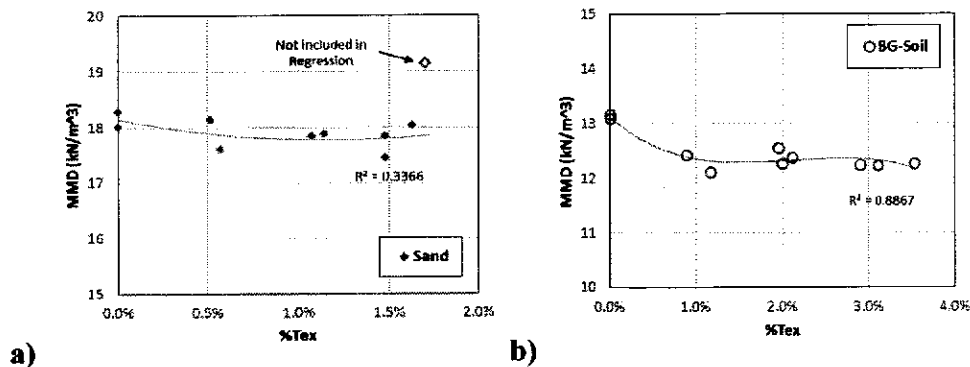 20
19
18
17
16
15
MMD (kN/m^3)
Not included in
Regression
R² = 0.3366
Sand
0.0%
0.5%
1.0%
1.5%
2.0%
%Tex
a)
15
14
13
12
11
10
MMD (kN/m^3)
BG-Soil
R² = 0.8867
0.0%
1.0%
2.0%
3.0%
4.0%
%Tex
b)